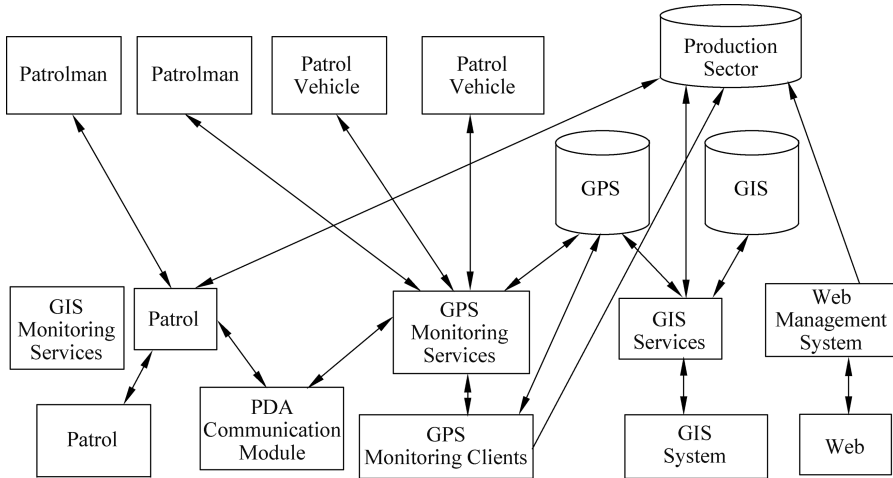 Patrolman
Patrolman
Patrol
Vehicle
Patrol
Vehicle
Production
Sector
GPS
GIS
GIS
Monitoring
Services
Patrol
GPS
Monitoring
Services
GIS
Services
Web
Management
System
Patrol
PDA
Communication
Module
GPS
Monitoring Clients
GIS
System
Web